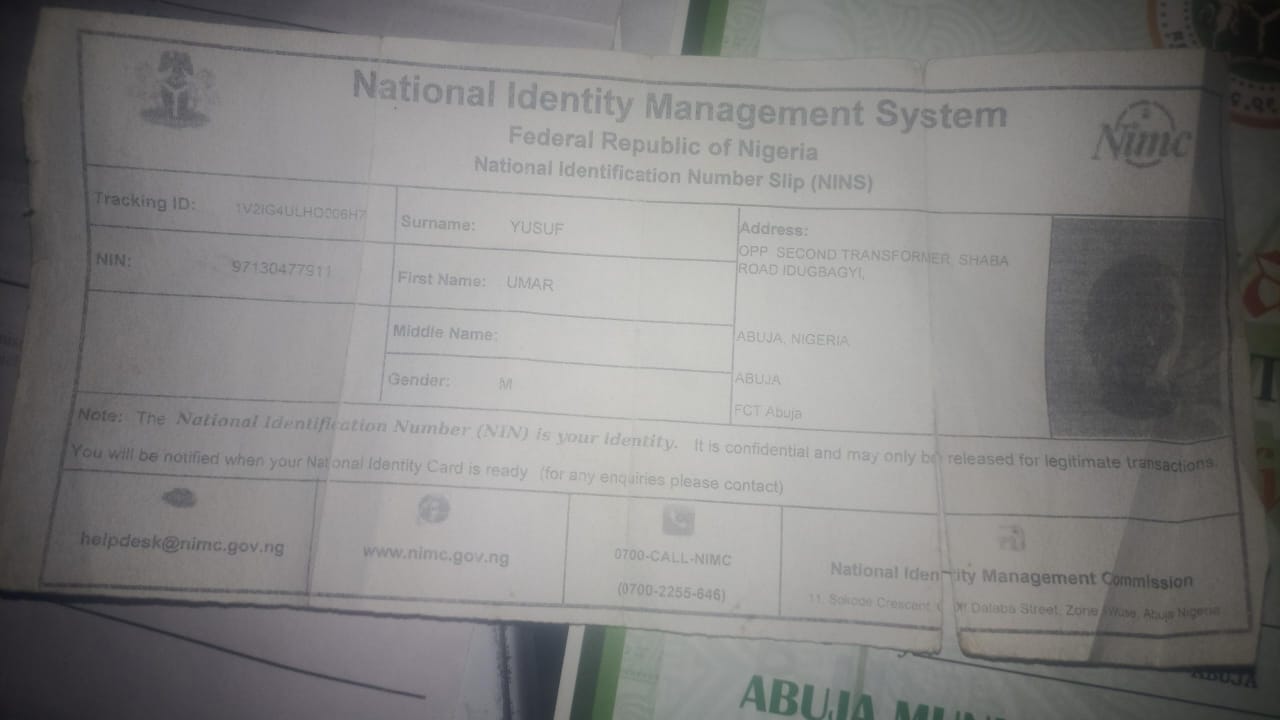 National Identity Management System
Federal Republic of Nigeria
National Identification Number Slip (NINS)
Nimc
Tracking ID:
Surname: YUSUF
Address:
OPP SECOND TRANSFORMER, SHABA
ROAD IDUGBAGYI,
NIN: 97130477911
First Name: UMAR
Middle Name:
ABUJA, NIGERIA
Gender: M
ABUJA
FCT Abuja
Note: The National Identification Number (NIN) is your identity. It is confidential and may only be released for legitimate transactions.
You will be notified when your National Identity Card is ready (for any enquiries please contact)
helpdesk@nimc.gov.ng
www.nimc.gov.ng
0700-CALL-NIMC
(0700-2255-646)
National Identity Management Commission
11, Sokode Crescent, Dalaba Street, Zone Wuse, Abuja Nigeria
ABUJA
ABUJA